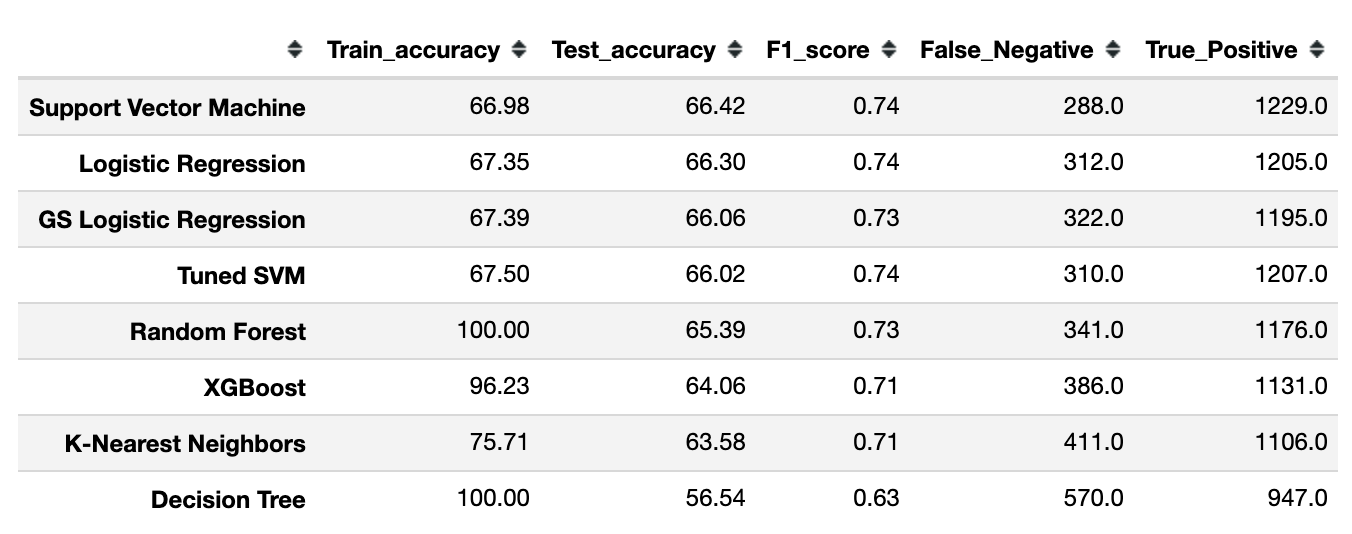 Train_accuracy Test_accuracy F1_score False_Negative True_Positive
Support Vector Machine 66.98 66.42 0.74 288.0 1229.0
Logistic Regression 67.35 66.30 0.74 312.0 1205.0
GS Logistic Regression 67.39 66.06 0.73 322.0 1195.0
Tuned SVM 67.50 66.02 0.74 310.0 1207.0
Random Forest 100.00 65.39 0.73 341.0 1176.0
XGBoost 96.23 64.06 0.71 386.0 1131.0
K-Nearest Neighbors 75.71 63.58 0.71 411.0 1106.0
Decision Tree 100.00 56.54 0.63 570.0 947.0